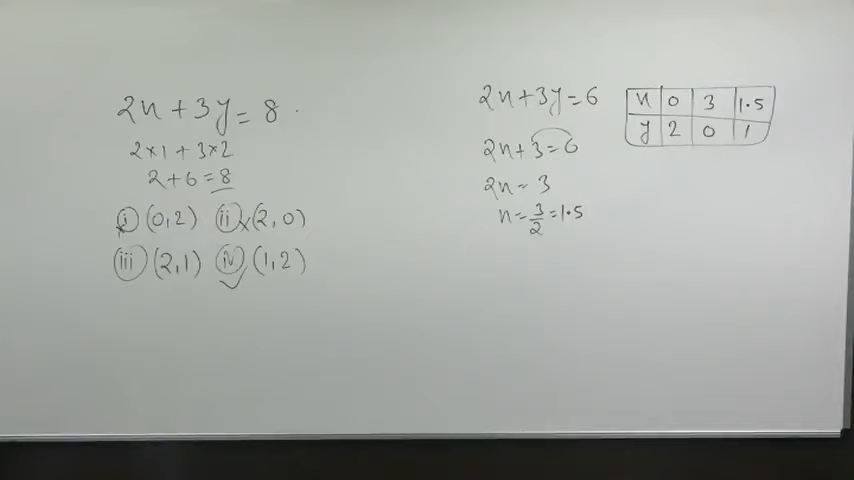 2x + 3y = 8
2×1 + 3×2
2 + 6 = 8
(i) (0,2) (ii) (2,0)
(iii) (2,1) (iv) (1,2)
2x + 3y = 6
2x + 3 = 6
2x = 3
x = 3/2 = 1.5
x 0 3 1.5
y 2 0 1